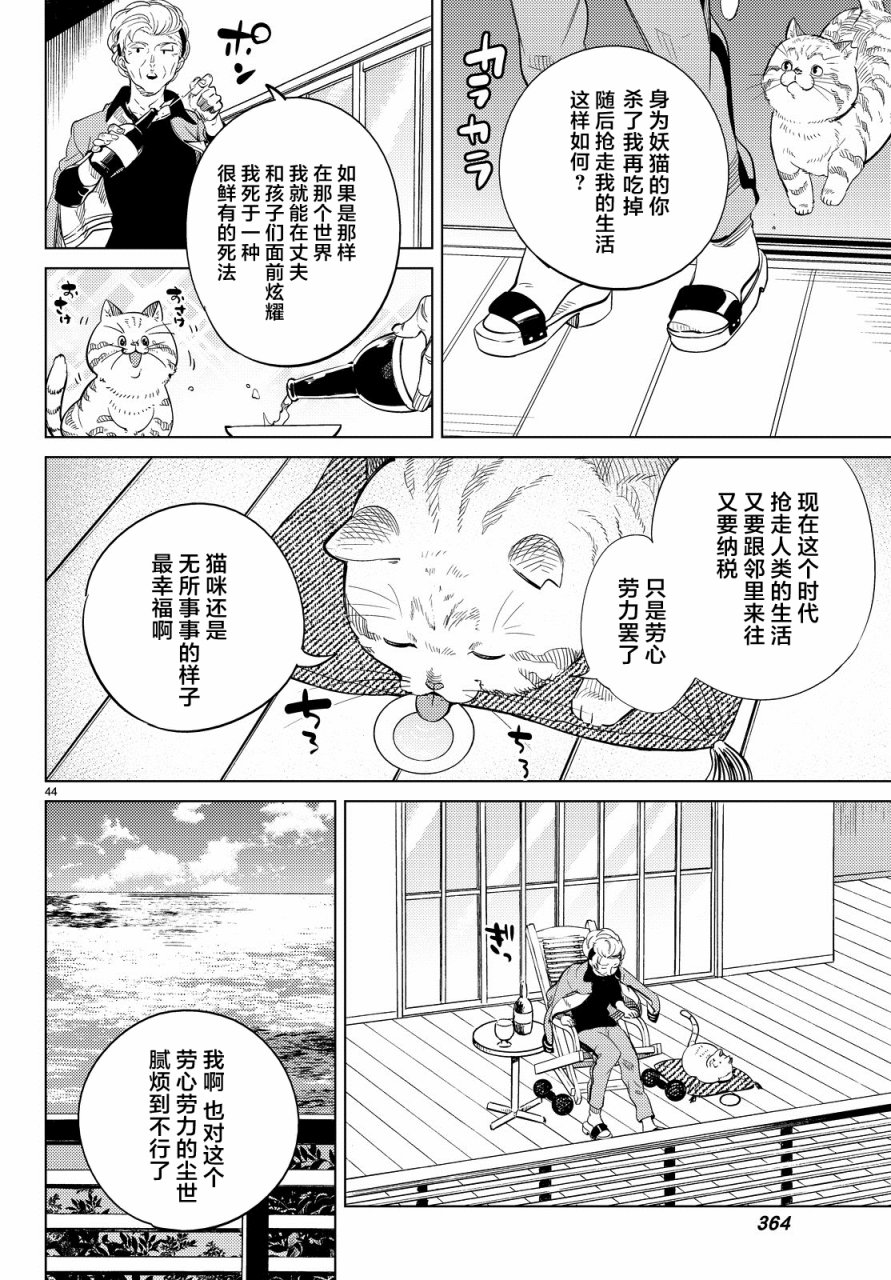 身为妖猫的你
杀了我再吃掉
随后抢走我的生活
这样如何？
カラカラ
ポン
如果是那样
在那个世界
我就能在丈夫
和孩子们面前炫耀
我死于一种
很鲜有的死法
おさけ
おさけ
现在这个时代
抢走人类的生活
又要跟邻里来往
又要纳税
只是劳心
劳力罢了
猫咪还是
无所事事的样子
最幸福啊
ちろ
ちろ
44
我啊 也对这个
劳心劳力的尘世
腻烦到不行了
364